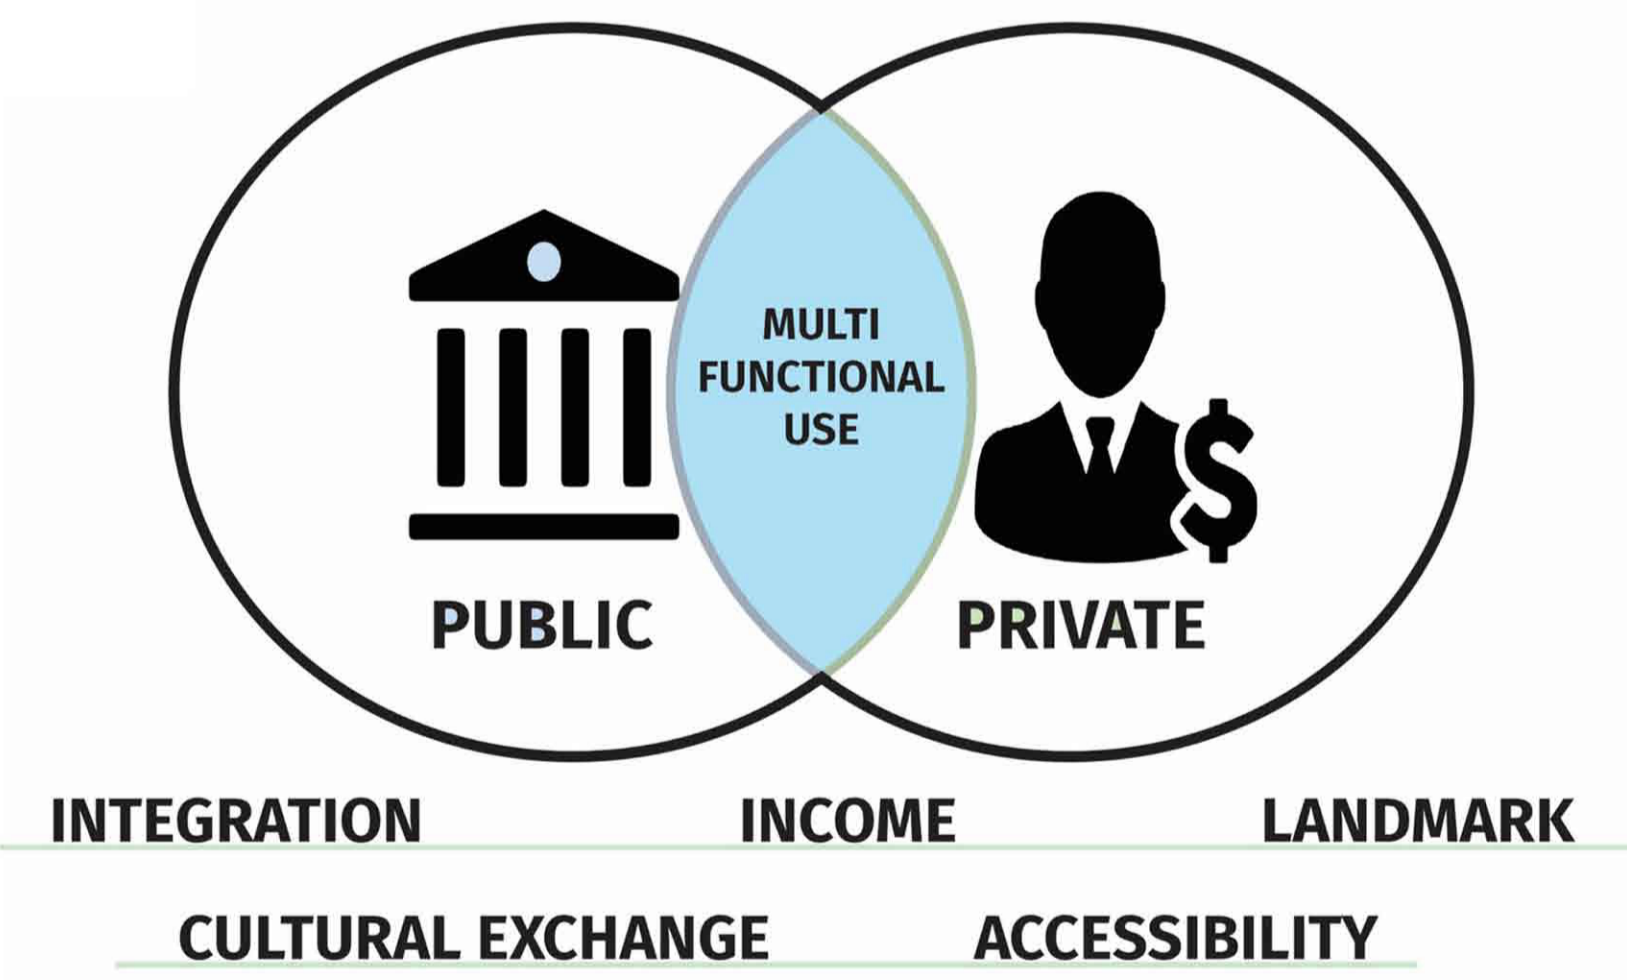 MULTI
FUNCTIONAL
USE
$
PUBLIC PRIVATE
INTEGRATION INCOME LANDMARK
CULTURAL EXCHANGE ACCESSIBILITY